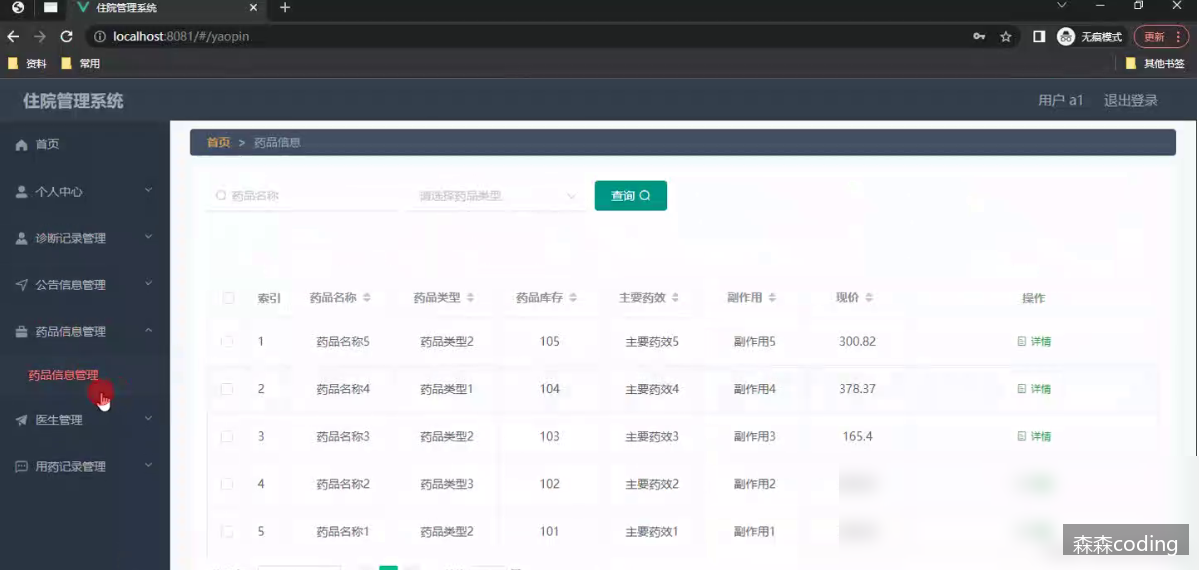 住院管理系统
localhost:8081/#/yaopin
无痕模式
更新
资料
常用
其他书签
住院管理系统
用户 a1
退出登录
首页
个人中心
诊断记录管理
公告信息管理
药品信息管理
药品信息管理
医生管理
用药记录管理
首页 > 药品信息
药品名称
请选择药品类型
查询
索引 药品名称 药品类型 药品库存 主要药效 副作用 现价 操作
1 药品名称5 药品类型2 105 主要药效5 副作用5 300.82 详情
2 药品名称4 药品类型1 104 主要药效4 副作用4 378.37 详情
3 药品名称3 药品类型2 103 主要药效3 副作用3 165.4 详情
4 药品名称2 药品类型3 102 主要药效2 副作用2
5 药品名称1 药品类型2 101 主要药效1 副作用1
森森coding